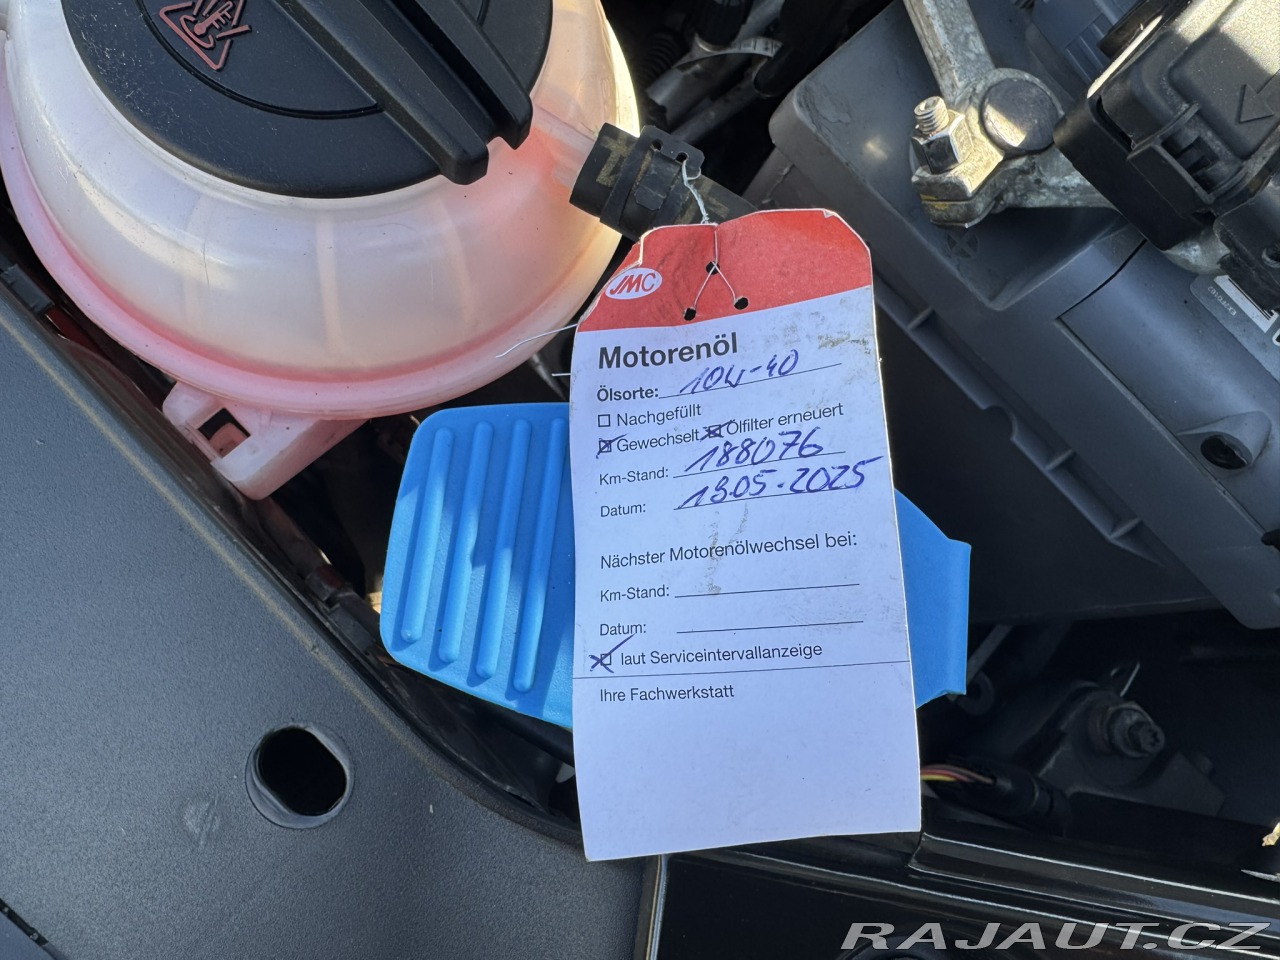 JMC
Motorenöl
Ölsorte: 10W-40
Nachgefüllt
Gewechselt Ölfilter erneuert
Km-Stand: 188076
Datum: 19.05.2025
Nächster Motorenölwechsel bei:
Km-Stand:
Datum:
laut Serviceintervallanzeige
Ihre Fachwerkstatt
RAJAUT.CZ